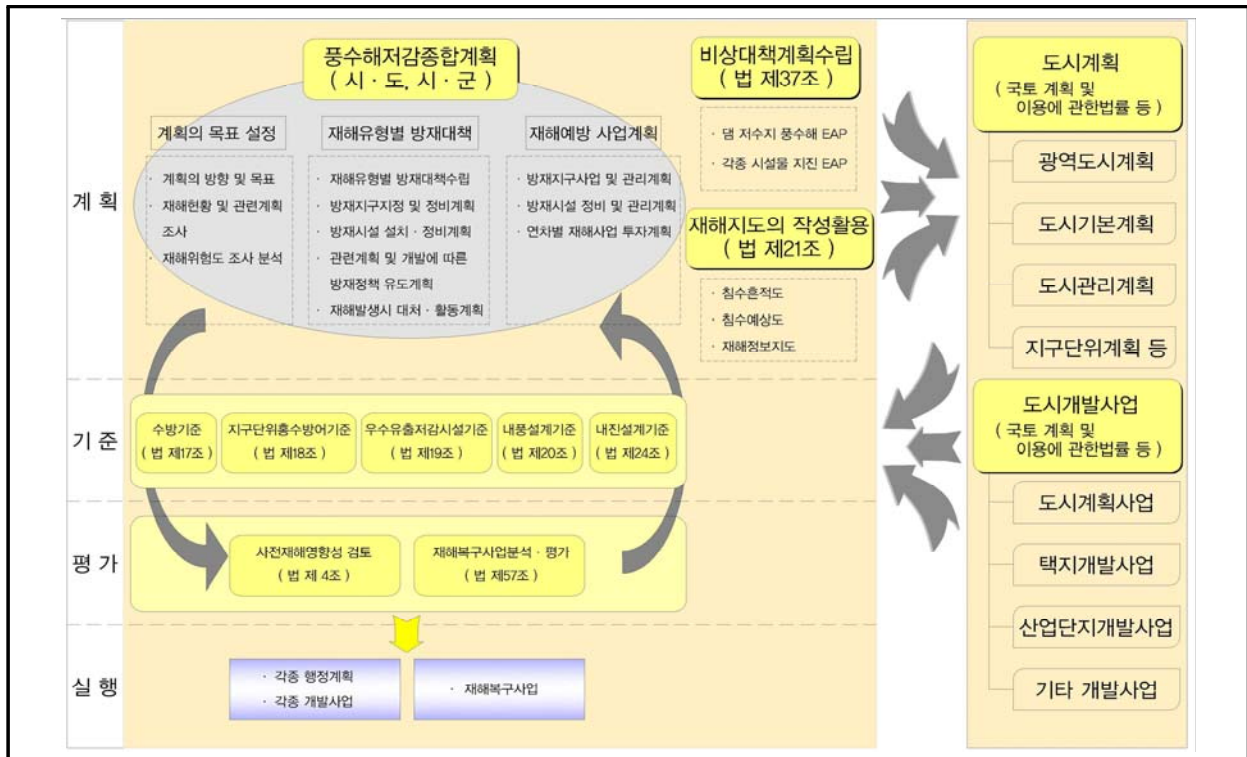 계 획
풍수해저감종합계획
( 시 · 도, 시 · 군 )
계획의 목표 설정
· 계획의 방향 및 목표
· 재해현황 및 관련계획
조사
· 재해위험도 조사 분석
재해유형별 방재대책
· 재해유형별 방재대책수립
· 방재지구지정 및 정비계획
· 방재시설 설치 · 정비계획
· 관련계획 및 개발에 따른
방재정책 유도계획
· 재해발생시 대처 · 활동계획
재해예방 사업계획
· 방재지구사업 및 관리계획
· 방재시설 정비 및 관리계획
· 연차별 재해사업 투자계획
비상대책계획수립
( 법 제37조 )
· 댐 저수지 풍수해 EAP
· 각종 시설물 지진 EAP
재해지도의 작성활용
( 법 제21조 )
· 침수흔적도
· 침수예상도
· 재해정보지도
기 준
수방기준
( 법 제17조 )
지구단위홍수방어기준
( 법 제18조 )
우수유출저감시설기준
( 법 제19조 )
내풍설계기준
( 법 제20조 )
내진설계기준
( 법 제24조 )
평 가
사전재해영향성 검토
( 법 제 4조 )
재해복구사업분석 · 평가
( 법 제57조 )
실 행
· 각종 행정계획
· 각종 개발사업
· 재해복구사업
도시계획
( 국토 계획 및
이용에 관한법률 등 )
광역도시계획
도시기본계획
도시관리계획
지구단위계획 등
도시개발사업
( 국토 계획 및
이용에 관한법률 등 )
도시계획사업
택지개발사업
산업단지개발사업
기타 개발사업